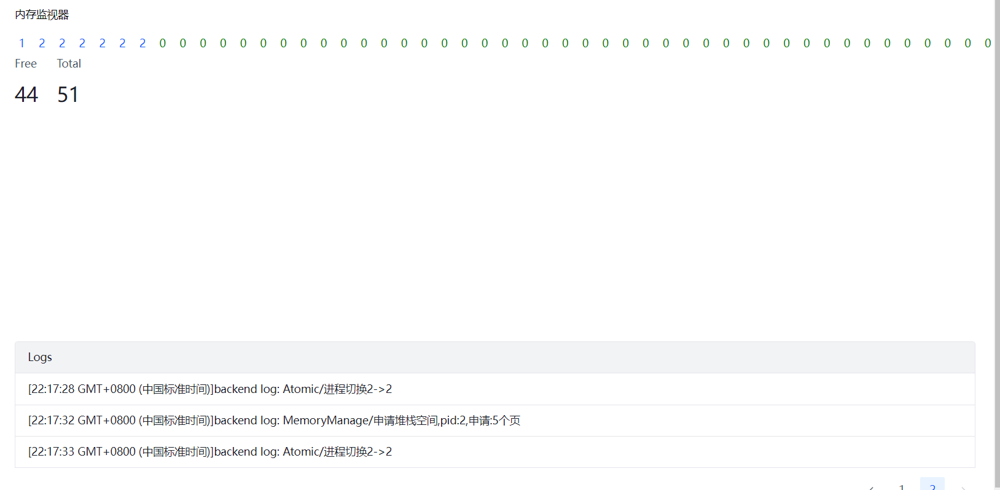 内存监视器
1 2 2 2 2 2 2 0 0 0 0 0 0 0 0 0 0 0 0 0 0 0 0 0 0 0 0 0 0 0 0 0 0 0 0 0 0 0 0 0 0 0 0 0 0 0 0 0 0
Free Total
44 51
Logs
[22:17:28 GMT+0800 (中国标准时间)]backend log: Atomic/进程切换2->2
[22:17:32 GMT+0800 (中国标准时间)]backend log: MemoryManage/申请堆栈空间,pid:2,申请:5个页
[22:17:33 GMT+0800 (中国标准时间)]backend log: Atomic/进程切换2->2
1 2